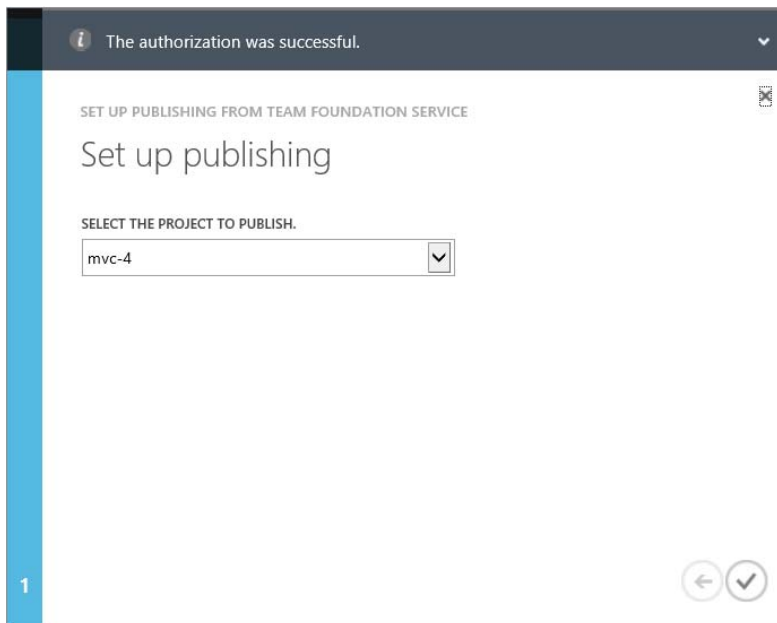 The authorization was successful.
SET UP PUBLISHING FROM TEAM FOUNDATION SERVICE
Set up publishing
SELECT THE PROJECT TO PUBLISH.
mvc-4
1